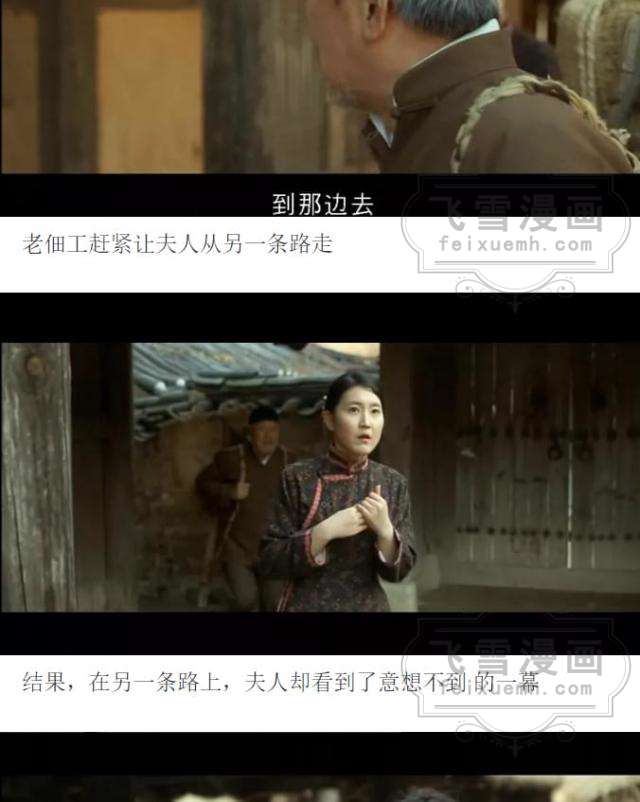 到那边去
飞雪漫画
feixuemh.com
老佃工赶紧让夫人从另一条路走
飞雪漫画
feixuemh.com
结果，在另一条路上，夫人却看到了意想不到 的一幕